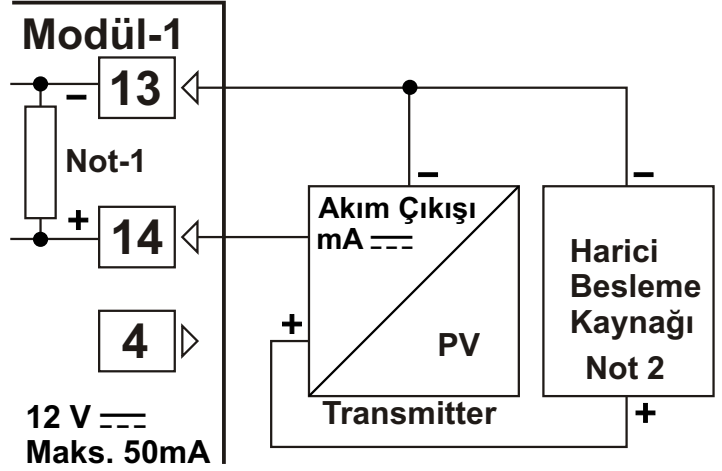 Modül-1
13
–
Not-1
+
14
4
12 V
Maks. 50mA
–
Akım Çıkışı
mA
+
PV
Transmitter
–
Harici
Besleme
Kaynağı
Not 2
+